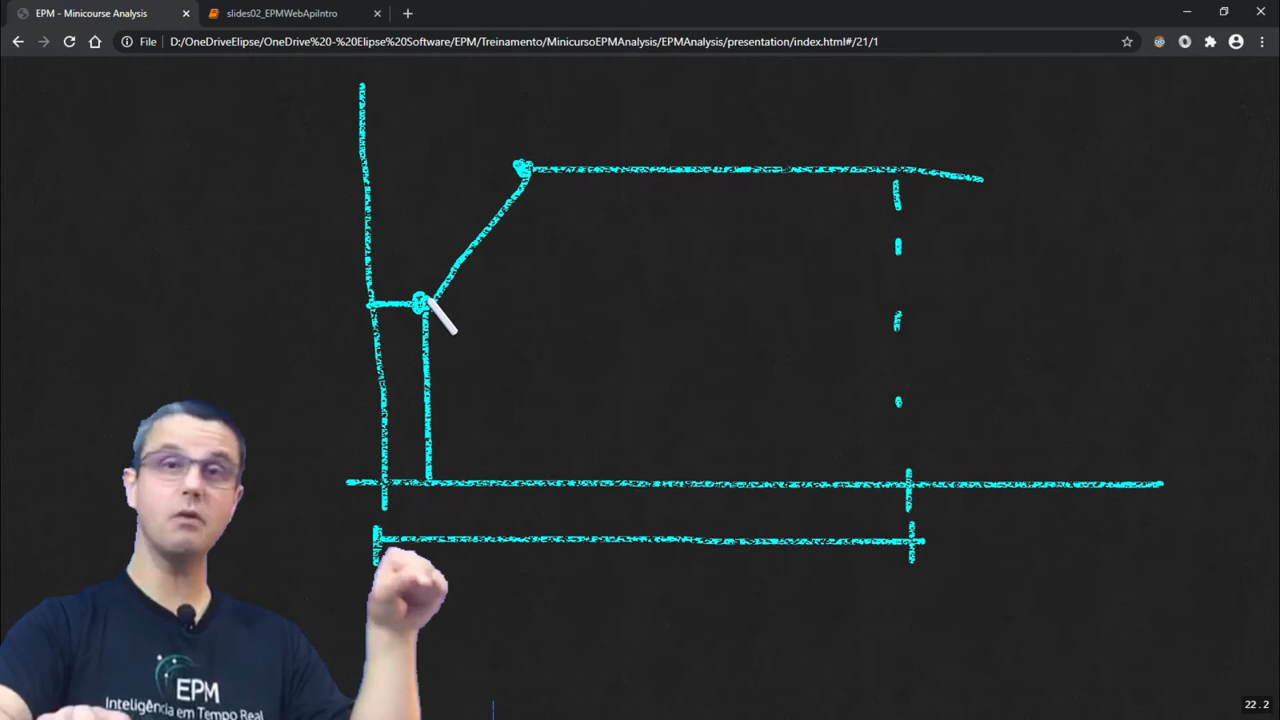 EPM - Minicourse Analysis
slides02_EPMWebApiIntro
File
D:/OneDriveElipse/OneDrive%20-%20Elipse%20Software/EPM/Treinamento/MinicursoEPMAnalysis/EPMAnalysis/presentation/index.html#/21/1
EPM
Inteligência em Tempo Real
22.2